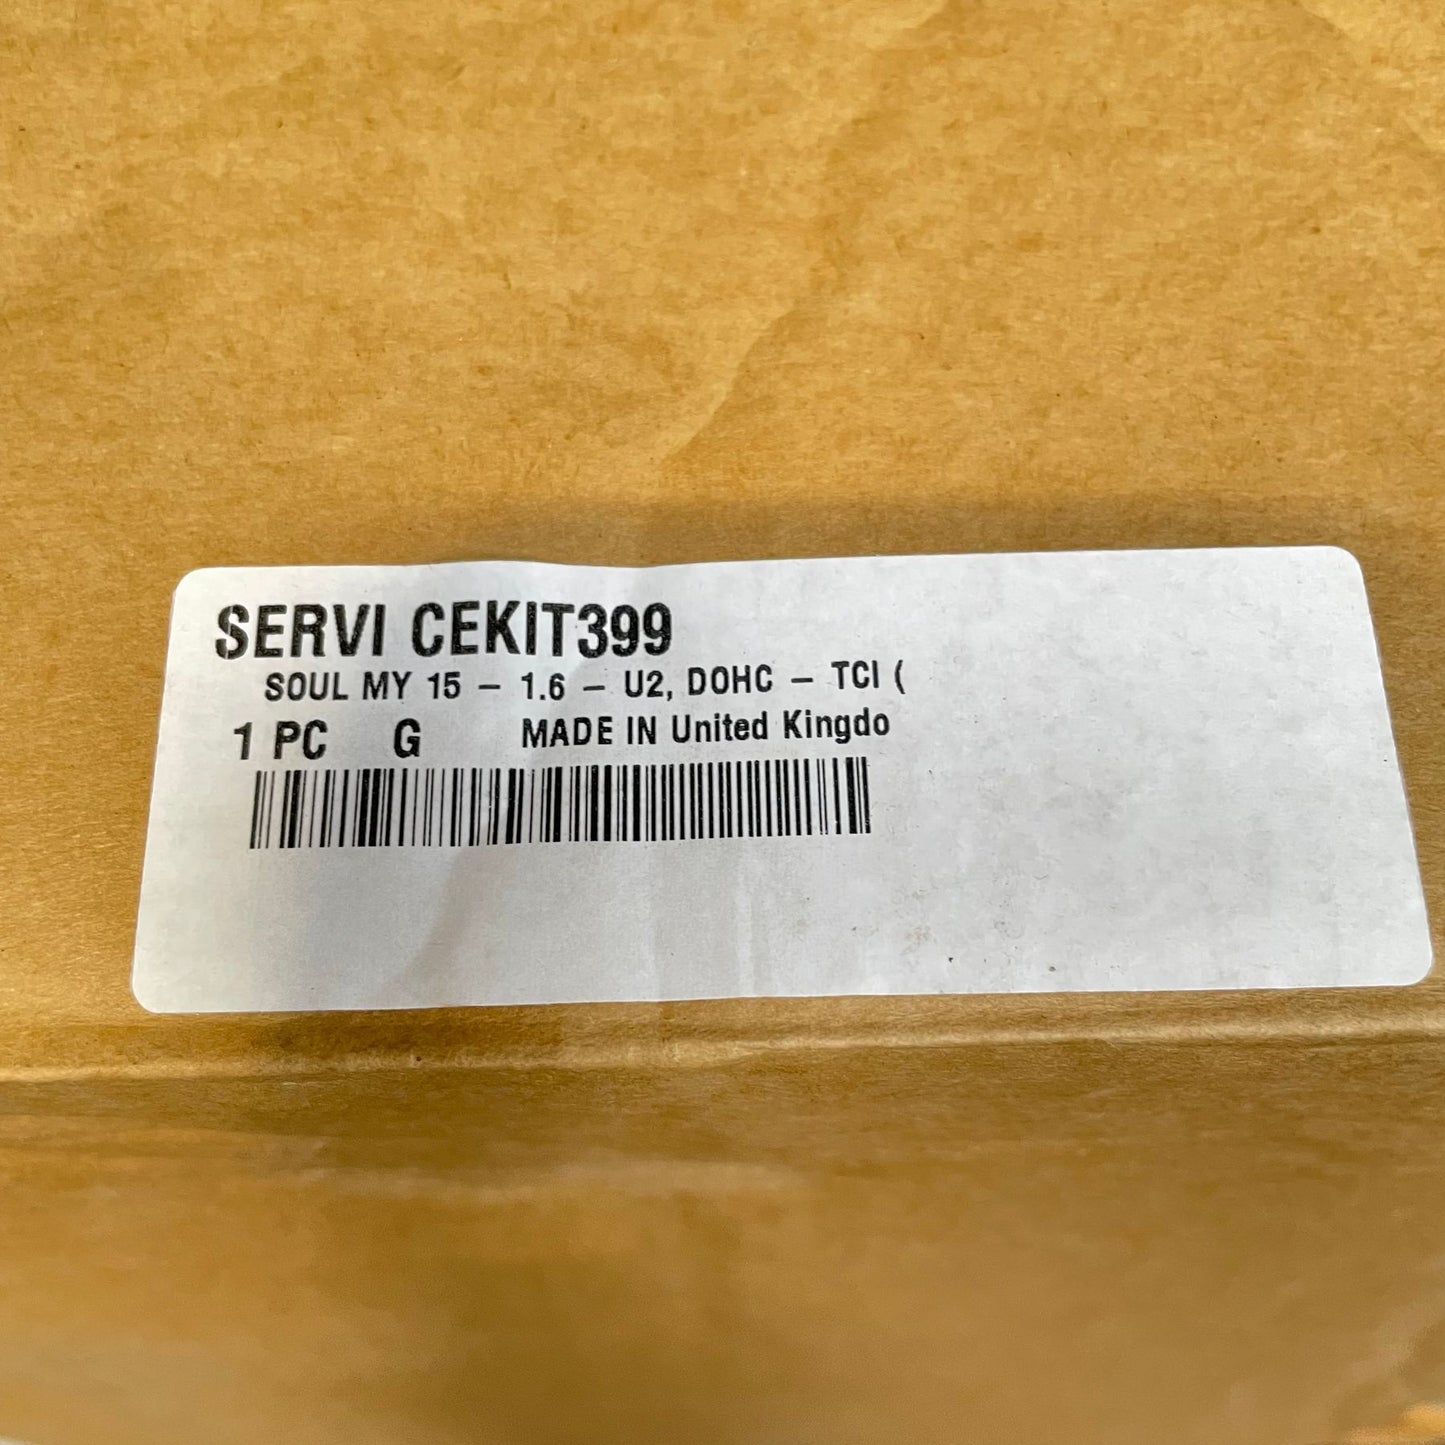 SERVI CEKIT399
SOUL MY 15 – 1.6 – U2, DOHC – TCI (
1 PC G MADE IN United Kingdo